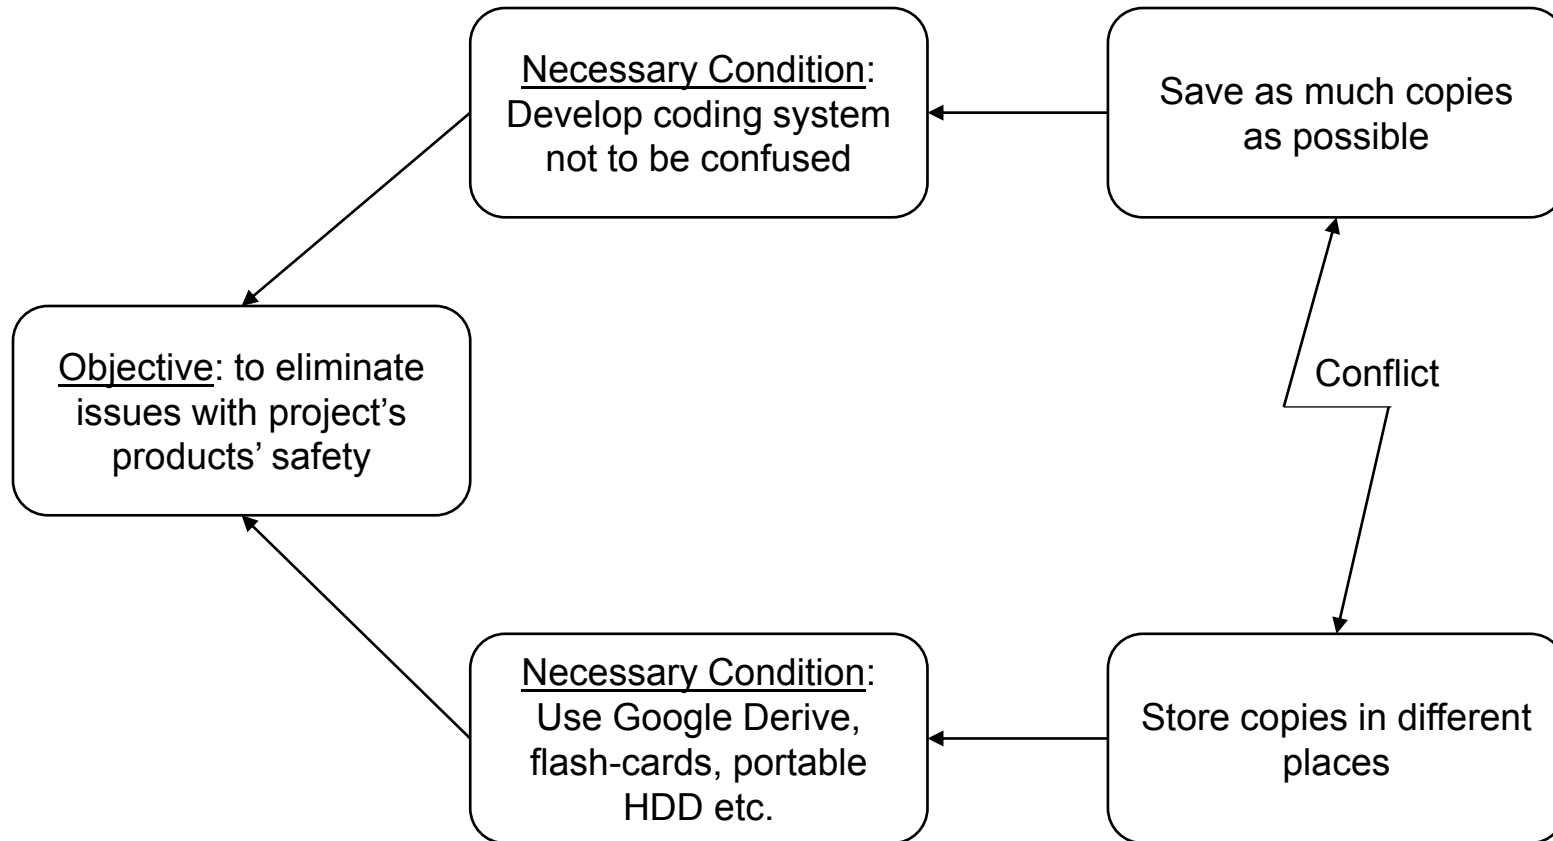 Necessary Condition:
Develop coding system
not to be confused
Save as much copies
as possible
Objective: to eliminate
issues with project’s
products’ safety
Conflict
Necessary Condition:
Use Google Derive,
flash-cards, portable
HDD etc.
Store copies in different
places